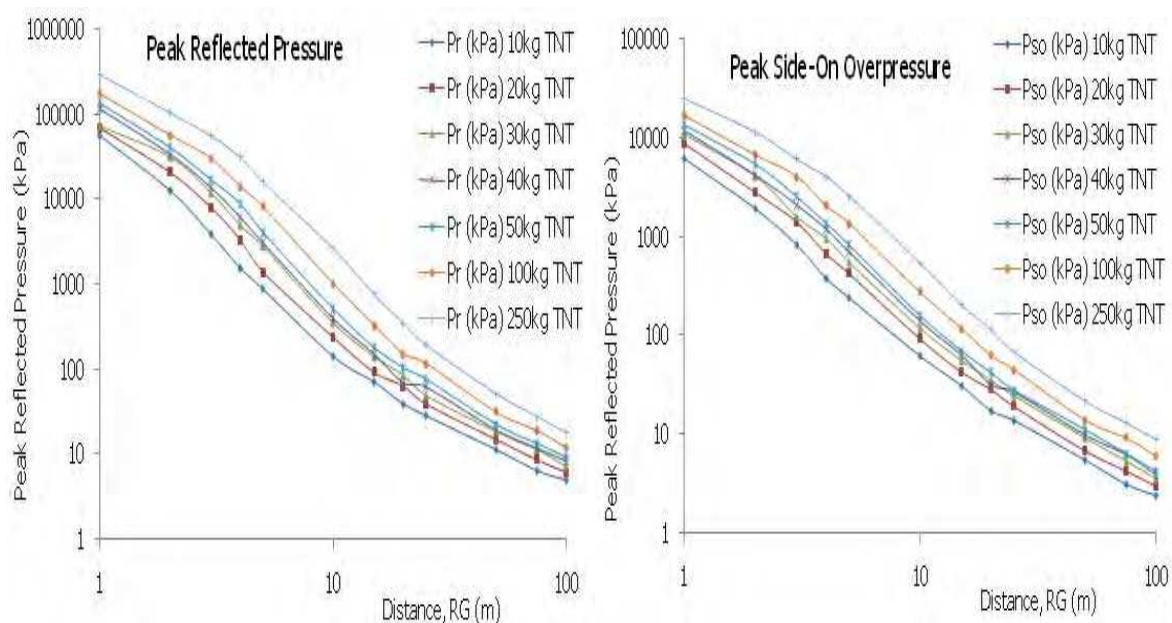 Peak Reflected Pressure
Peak Reflected Pressure (kPa)
1000000
100000
10000
1000
100
10
1
1
10
100
Distance, RG (m)
Pr (kPa) 10kg TNT
Pr (kPa) 20kg TNT
Pr (kPa) 30kg TNT
Pr (kPa) 40kg TNT
Pr (kPa) 50kg TNT
Pr (kPa) 100kg TNT
Pr (kPa) 250kg TNT
Peak Side-On Overpressure
Peak Reflected Pressure (kPa)
100000
10000
1000
100
10
1
1
10
100
Distance, RG (m)
Pso (kPa) 10kg TNT
Pso (kPa) 20kg TNT
Pso (kPa) 30kg TNT
Pso (kPa) 40kg TNT
Pso (kPa) 50kg TNT
Pso (kPa) 100kg TNT
Pso (kPa) 250kg TNT